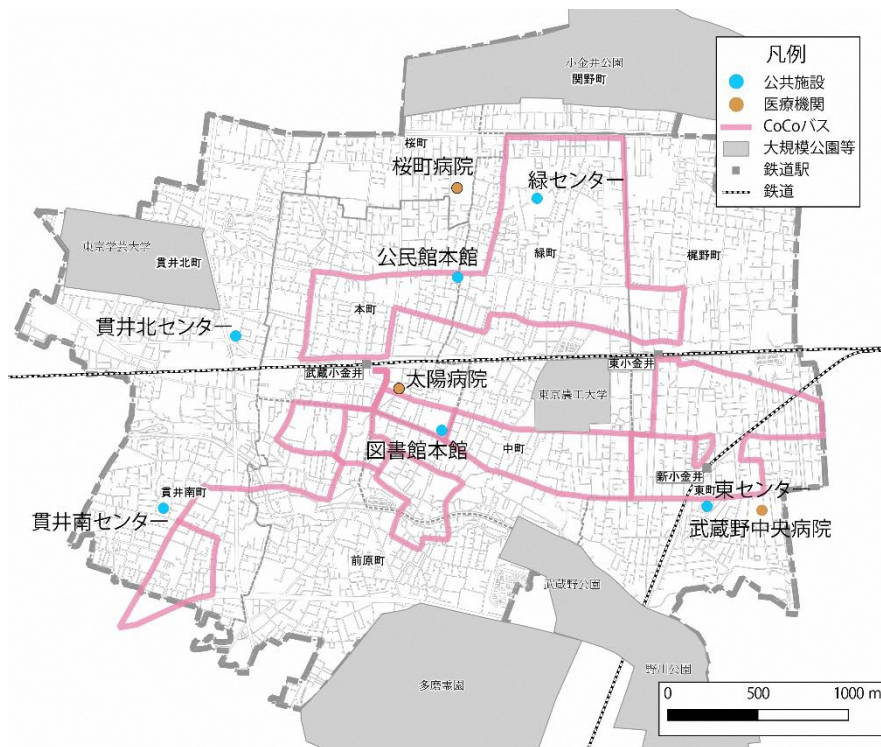 小金井公園
関野町
凡例
公共施設
医療機関
CoCoバス
大規模公園等
鉄道駅
鉄道
桜町
桜町病院
緑センター
東京学芸大学
貫井北町
公民館本館
緑町
梶野町
本町
貫井北センター
武蔵小金井
東小金井
太陽病院
東京農工大学
図書館本館
中町
新小金井
貫井南町
東町
東センター
貫井南センター
武蔵野中央病院
前原町
武蔵野公園
多磨霊園
野川公園
0 500 1000 m